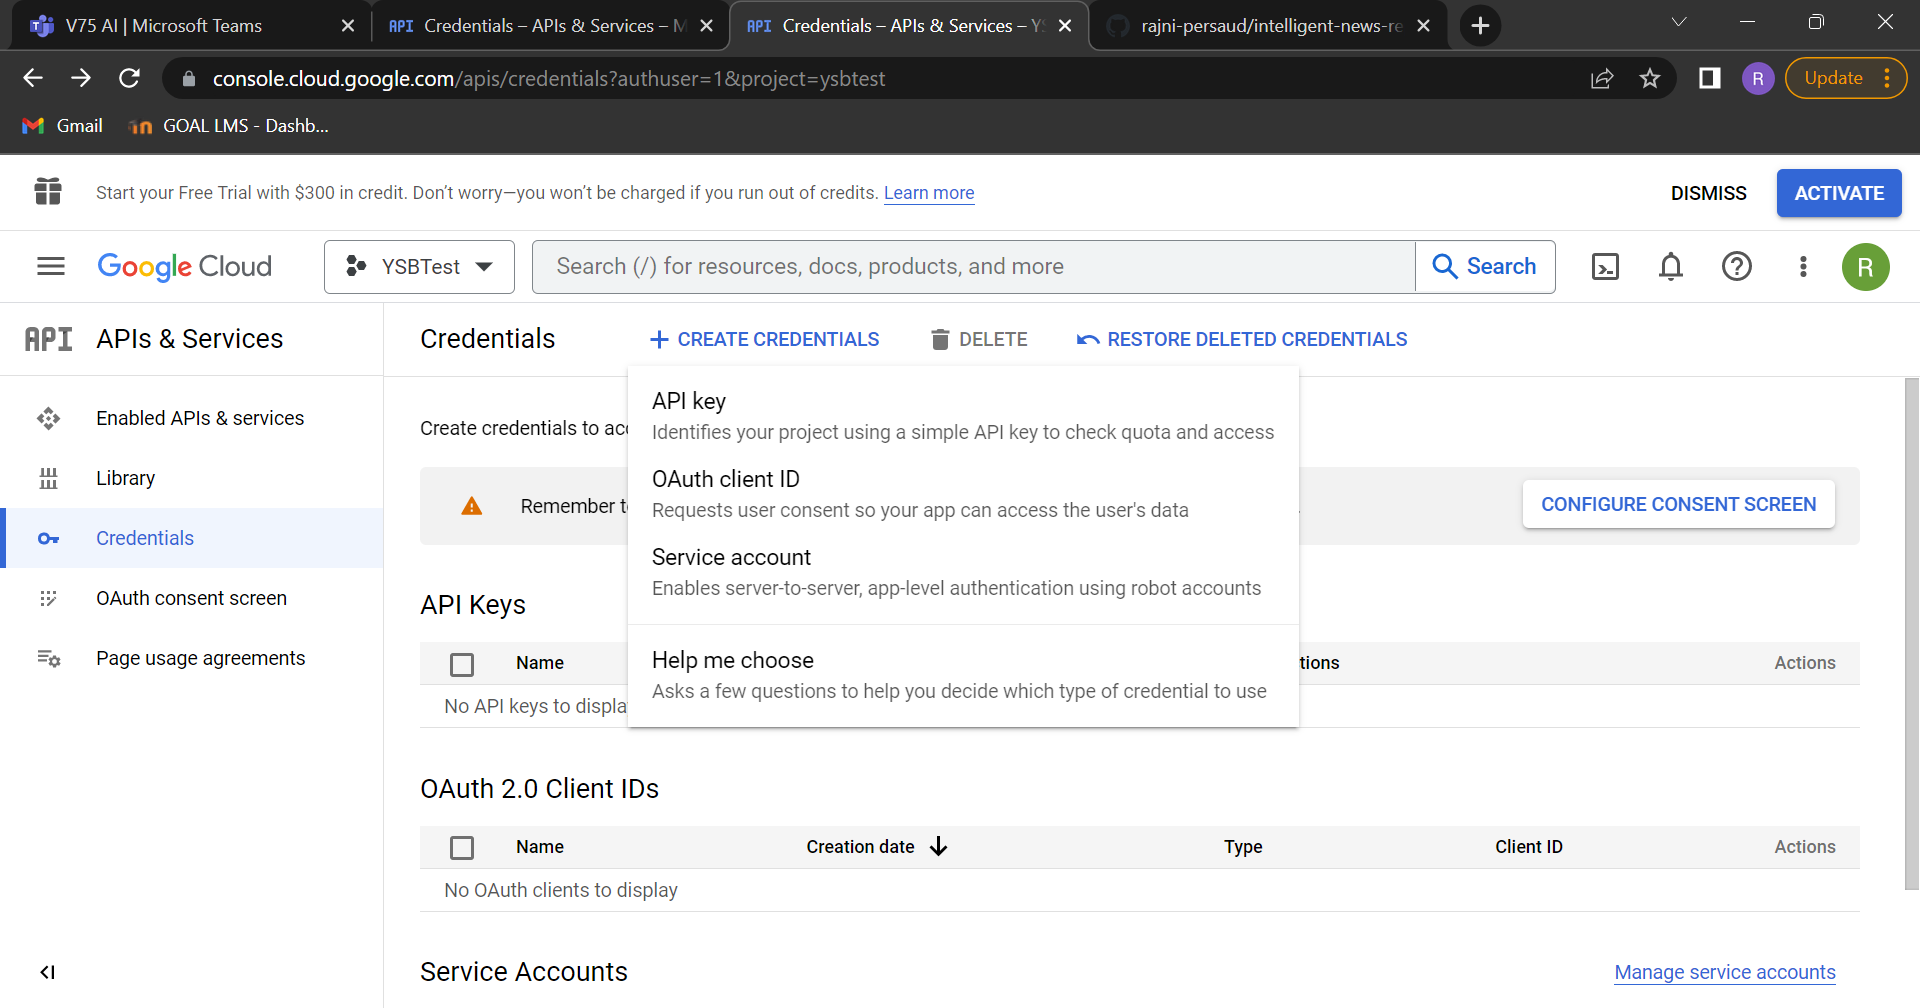 V75 AI | Microsoft Teams
API Credentials – APIs & Services – M
API Credentials – APIs & Services – YS
rajni-persaud/intelligent-news-re
console.cloud.google.com/apis/credentials?authuser=1&project=ysbtest
R
Update
Gmail
GOAL LMS - Dashb...
Start your Free Trial with $300 in credit. Don’t worry—you won’t be charged if you run out of credits. Learn more
DISMISS
ACTIVATE
Google Cloud
YSBTest
Search (/) for resources, docs, products, and more
Search
R
API APIs & Services
Enabled APIs & services
Library
Credentials
OAuth consent screen
Page usage agreements
Credentials
+ CREATE CREDENTIALS
DELETE
RESTORE DELETED CREDENTIALS
API key
Identifies your project using a simple API key to check quota and access
OAuth client ID
Requests user consent so your app can access the user's data
Service account
Enables server-to-server, app-level authentication using robot accounts
Help me choose
Asks a few questions to help you decide which type of credential to use
Create credentials to acc
Remember t
CONFIGURE CONSENT SCREEN
API Keys
Name
tions
Actions
No API keys to displa
OAuth 2.0 Client IDs
Name
Creation date
Type
Client ID
Actions
No OAuth clients to display
Service Accounts
Manage service accounts